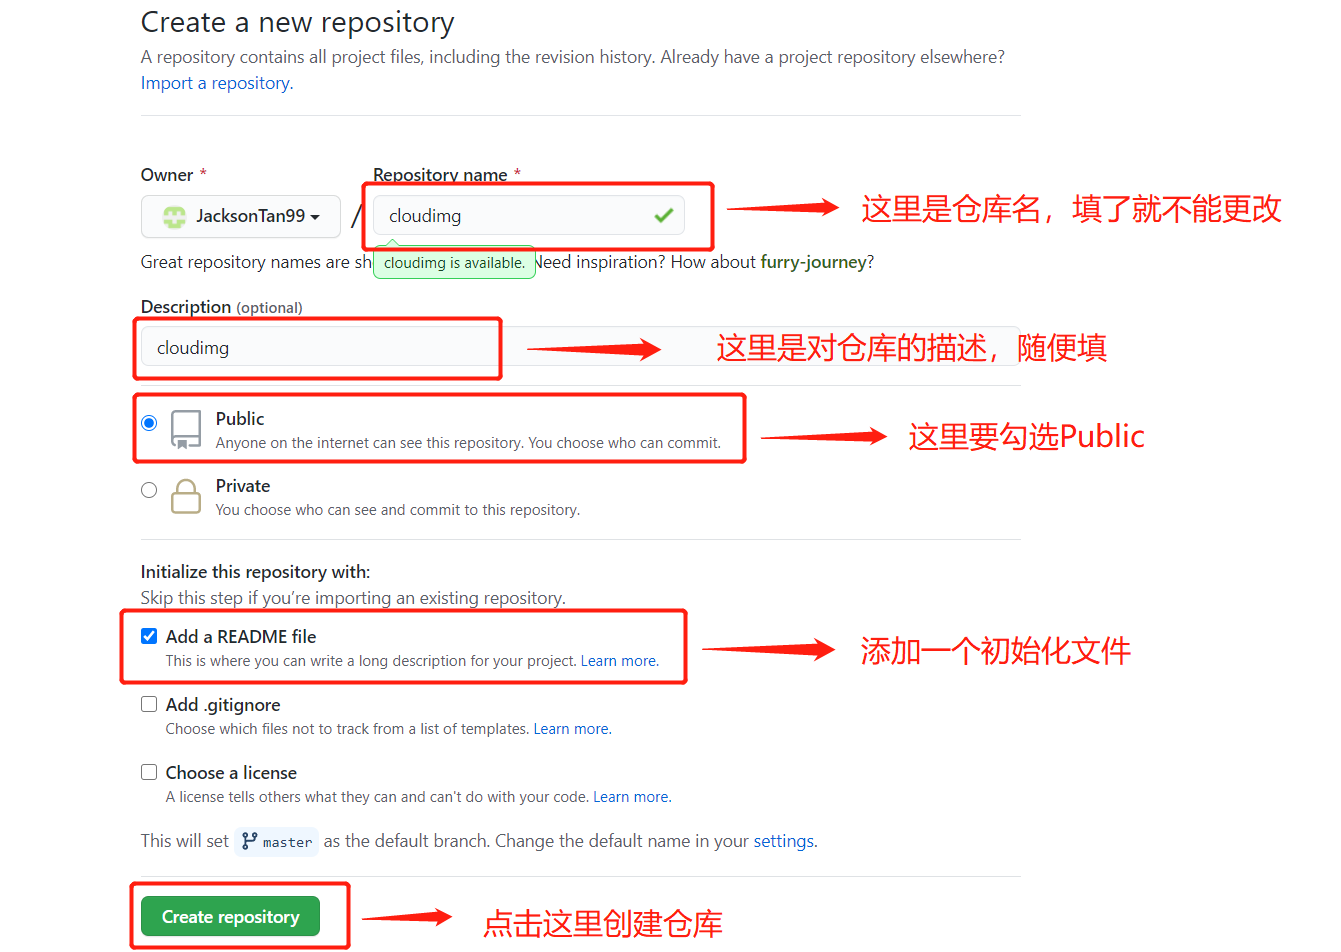 Create a new repository
A repository contains all project files, including the revision history. Already have a project repository elsewhere?
Import a repository.
Owner *
Repository name *
JacksonTan99
/
cloudimg
这里是仓库名，填了就不能更改
Great repository names are sh
cloudimg is available.
Need inspiration? How about furry-journey?
Description (optional)
cloudimg
这里是对仓库的描述，随便填
Public
Anyone on the internet can see this repository. You choose who can commit.
这里要勾选Public
Private
You choose who can see and commit to this repository.
Initialize this repository with:
Skip this step if you're importing an existing repository.
Add a README file
This is where you can write a long description for your project. Learn more.
添加一个初始化文件
Add .gitignore
Choose which files not to track from a list of templates. Learn more.
Choose a license
A license tells others what they can and can't do with your code. Learn more.
This will set master as the default branch. Change the default name in your settings.
Create repository
点击这里创建仓库